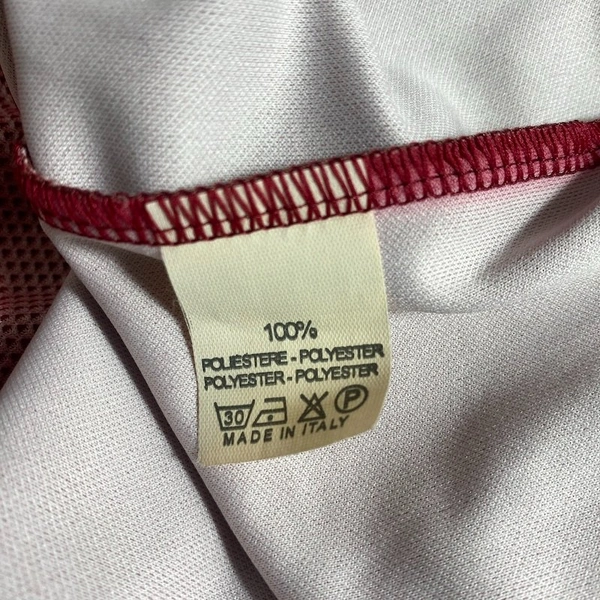 100%
POLIESTERE - POLYESTER
POLYESTER - POLYESTER
30 P
MADE IN ITALY